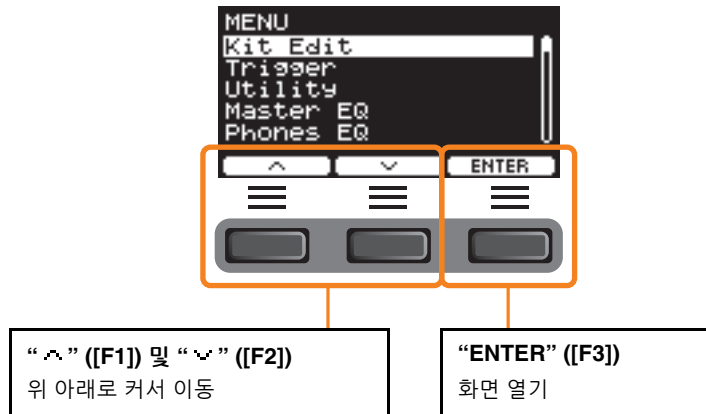 MENU
Kit Edit
Trigger
Utility
Master EQ
Phones EQ
ENTER
“ ︿ ” ([F1]) 및 “ ﹀ ” ([F2])
위 아래로 커서 이동
“ENTER” ([F3])
화면 열기